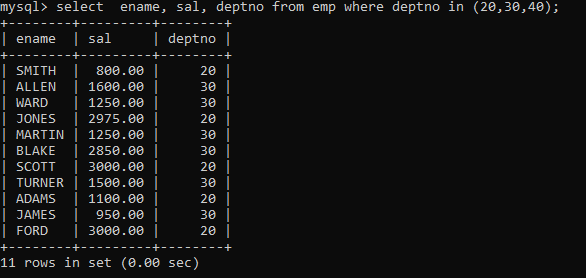 mysql> select  ename, sal, deptno from emp where deptno in (20,30,40);
+--------+---------+--------+
| ename  | sal     | deptno |
+--------+---------+--------+
| SMITH  |  800.00 |     20 |
| ALLEN  | 1600.00 |     30 |
| WARD   | 1250.00 |     30 |
| JONES  | 2975.00 |     20 |
| MARTIN | 1250.00 |     30 |
| BLAKE  | 2850.00 |     30 |
| SCOTT  | 3000.00 |     20 |
| TURNER | 1500.00 |     30 |
| ADAMS  | 1100.00 |     20 |
| JAMES  |  950.00 |     30 |
| FORD   | 3000.00 |     20 |
+--------+---------+--------+
11 rows in set (0.00 sec)